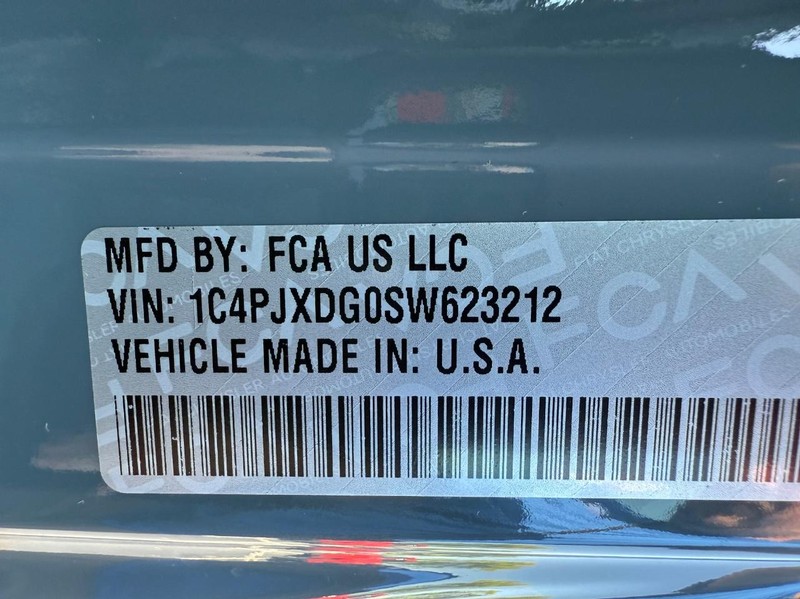 MFD BY: FCA US LLC
VIN: 1C4PJXDG0SW623212
VEHICLE MADE IN: U.S.A.